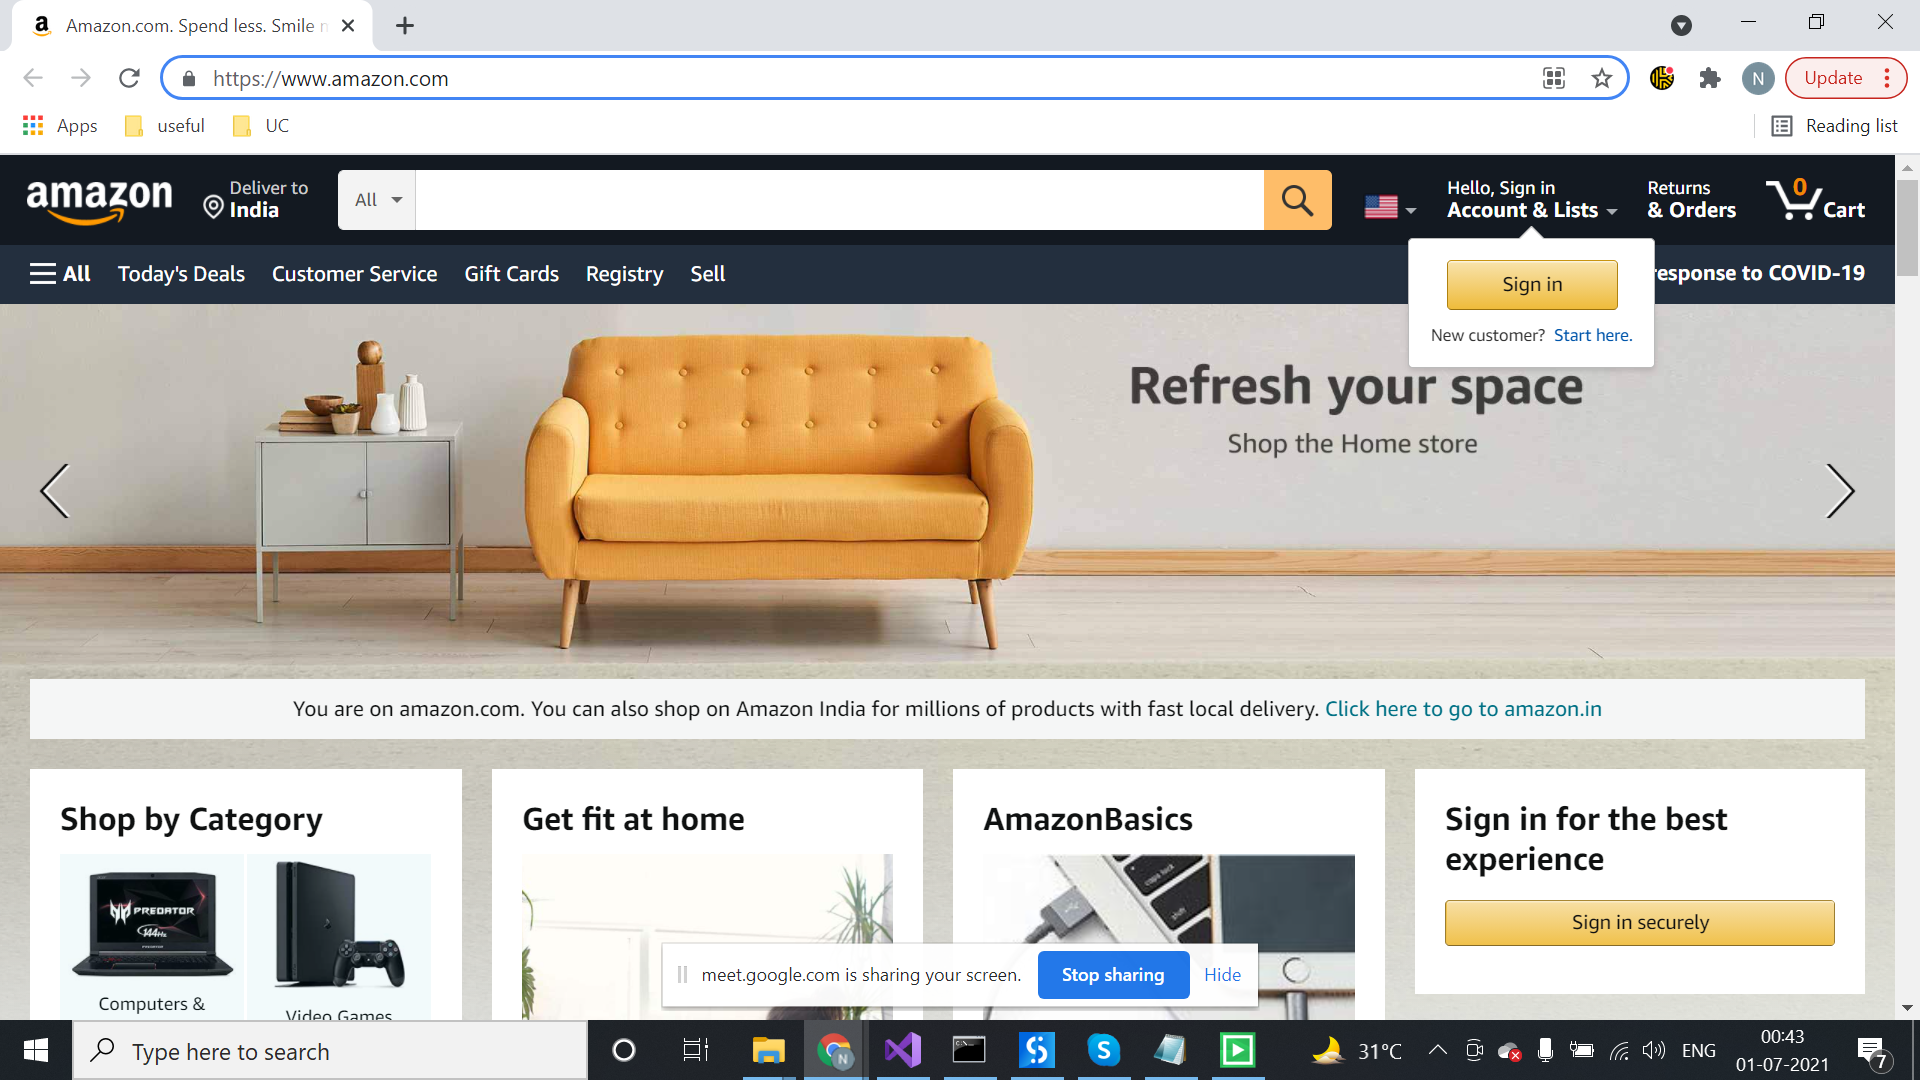 Amazon.com. Spend less. Smile
https://www.amazon.com
N
Update
Apps
useful
UC
Reading list
amazon
Deliver to
India
All
Hello, Sign in
Account & Lists
Returns
& Orders
0
Cart
All
Today's Deals
Customer Service
Gift Cards
Registry
Sell
response to COVID-19
Sign in
New customer? Start here.
Refresh your space
Shop the Home store
You are on amazon.com. You can also shop on Amazon India for millions of products with fast local delivery. Click here to go to amazon.in
Shop by Category
Get fit at home
AmazonBasics
Sign in for the best
experience
Sign in securely
PREDATOR
144Hz
caps lock
shift
Computers &
Video Games
meet.google.com is sharing your screen.
Stop sharing
Hide
Type here to search
N
31°C
ENG
00:43
01-07-2021
7